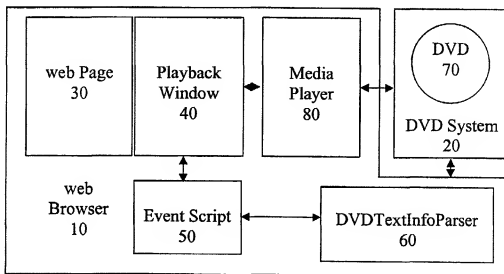 web Page
30
Playback
Window
40
Media
Player
80
DVD
70
DVD System
20
web
Browser
10
Event Script
50
DVDTextInfoParser
60